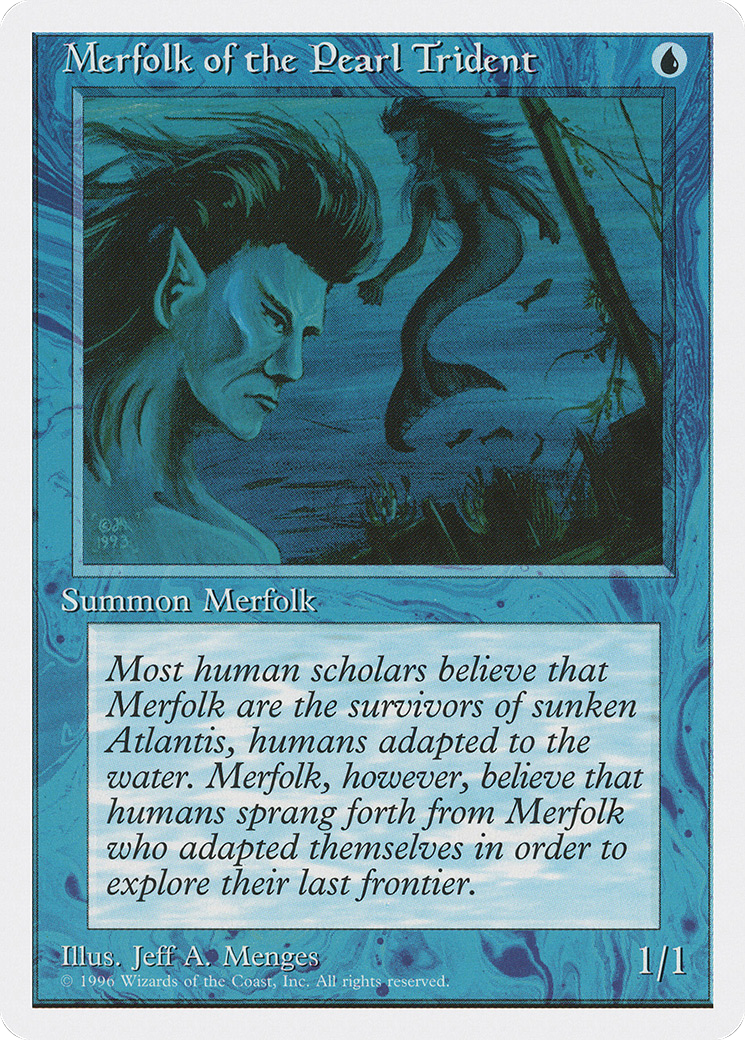 Merfolk of the Pearl Trident
Summon Merfolk
Most human scholars believe that
Merfolk are the survivors of sunken
Atlantis, humans adapted to the
water. Merfolk, however, believe that
humans sprang forth from Merfolk
who adapted themselves in order to
explore their last frontier.
Illus. Jeff A. Menges
1/1
© 1996 Wizards of the Coast, Inc. All rights reserved.
1993